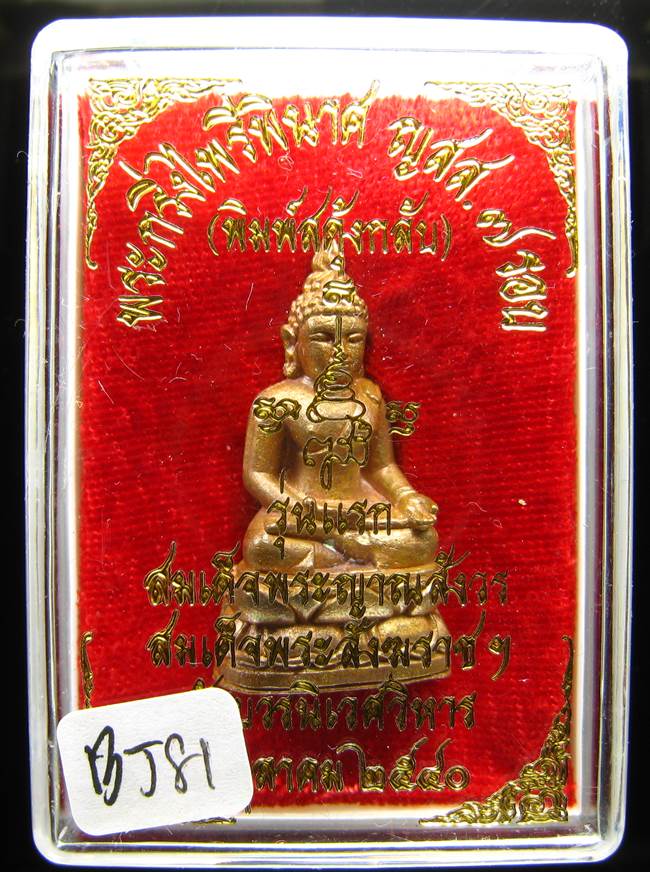 พระกริ่งไพรีพินาศ ญสส. ๗ รอบ
(พิมพ์สดุ้งกลับ)
รุ่นแรก
สมเด็จพระญาณสังวร
สมเด็จพระสังฆราชฯ
บวรนิเวศวิหาร
๒๕๔๐
BJ81